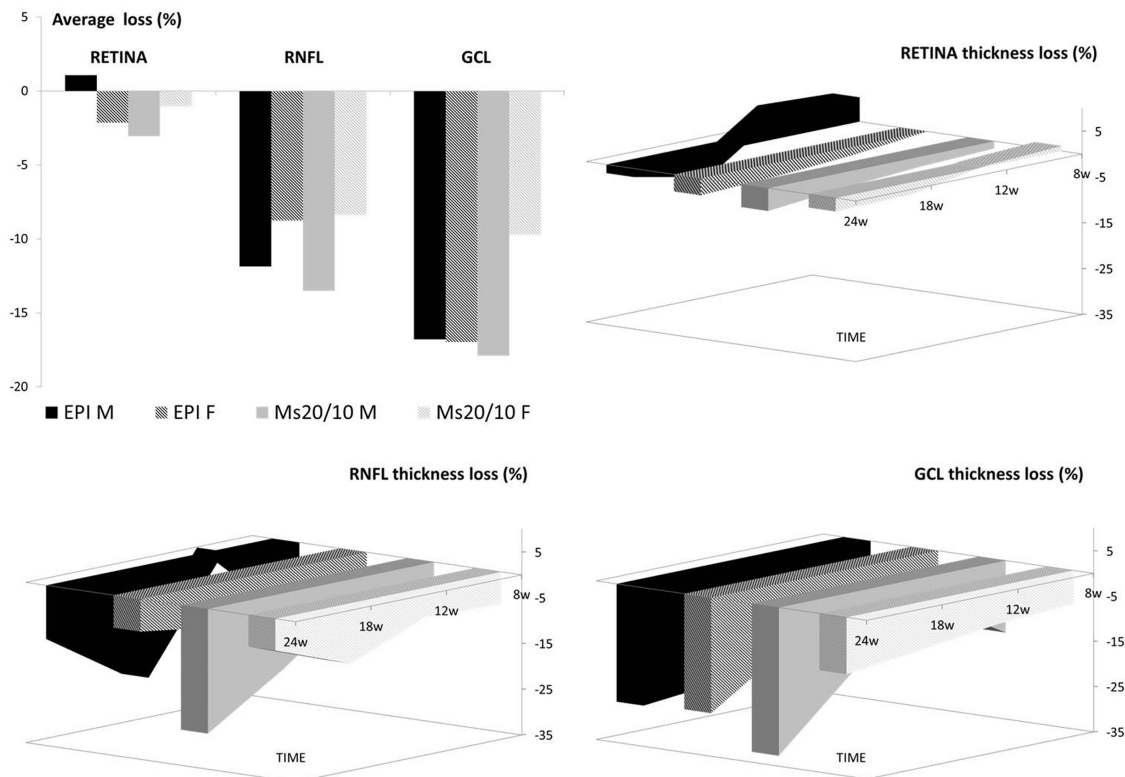 Average loss (%)
RETINA RNFL GCL
5
0
-5
-10
-15
-20
EPI M EPI F Ms20/10 M Ms20/10 F
RETINA thickness loss (%)
5
-5
-15
-25
-35
8w
12w
18w
24w
TIME
RNFL thickness loss (%)
5
-5
-15
-25
-35
8w
12w
18w
24w
TIME
GCL thickness loss (%)
5
-5
-15
-25
-35
8w
12w
18w
24w
TIME